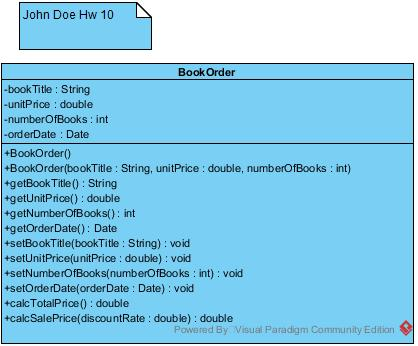 John Doe Hw 10
BookOrder
-bookTitle : String
-unitPrice : double
-numberOfBooks : int
-orderDate : Date
+BookOrder()
+BookOrder(bookTitle : String, unitPrice : double, numberOfBooks : int)
+getBookTitle() : String
+getUnitPrice() : double
+getNumberOfBooks() : int
+getOrderDate() : Date
+setBookTitle(bookTitle : String) : void
+setUnitPrice(unitPrice : double) : void
+setNumberOfBooks(numberOfBooks : int) : void
+setOrderDate(orderDate : Date) : void
+calcTotalPrice() : double
+calcSalePrice(discountRate : double) : double
Powered By Visual Paradigm Community Edition